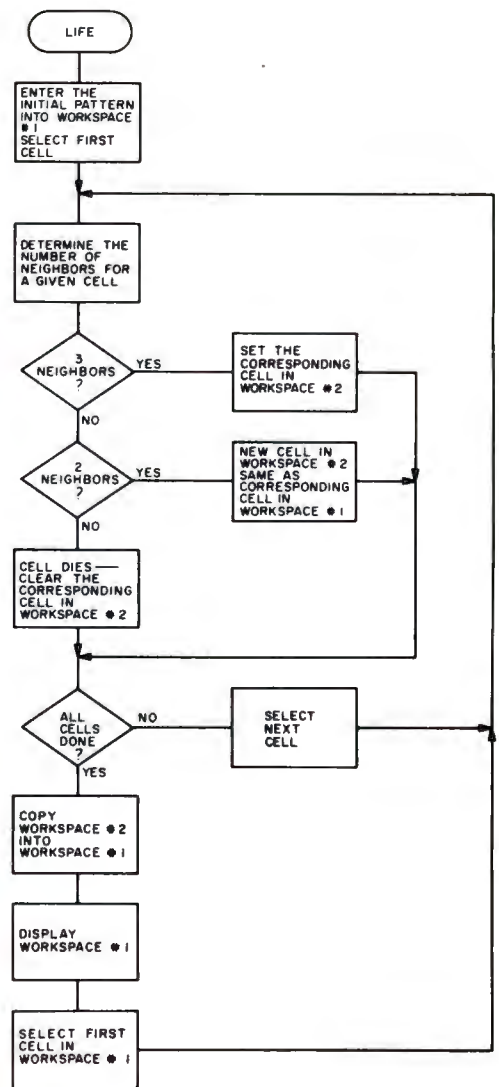 LIFE
ENTER THE
INITIAL PATTERN
INTO WORKSPACE
#1
SELECT FIRST
CELL
DETERMINE THE
NUMBER OF
NEIGHBORS FOR
A GIVEN CELL
3
NEIGHBORS
?
YES
SET THE
CORRESPONDING
CELL IN
WORKSPACE #2
NO
2
NEIGHBORS
?
YES
NEW CELL IN
WORKSPACE #2
SAME AS
CORRESPONDING
CELL IN
WORKSPACE #1
NO
CELL DIES—
CLEAR THE
CORRESPONDING
CELL IN
WORKSPACE #2
ALL
CELLS
DONE
?
NO
SELECT
NEXT
CELL
YES
COPY
WORKSPACE #2
INTO
WORKSPACE #1
DISPLAY
WORKSPACE #1
SELECT FIRST
CELL IN
WORKSPACE #1